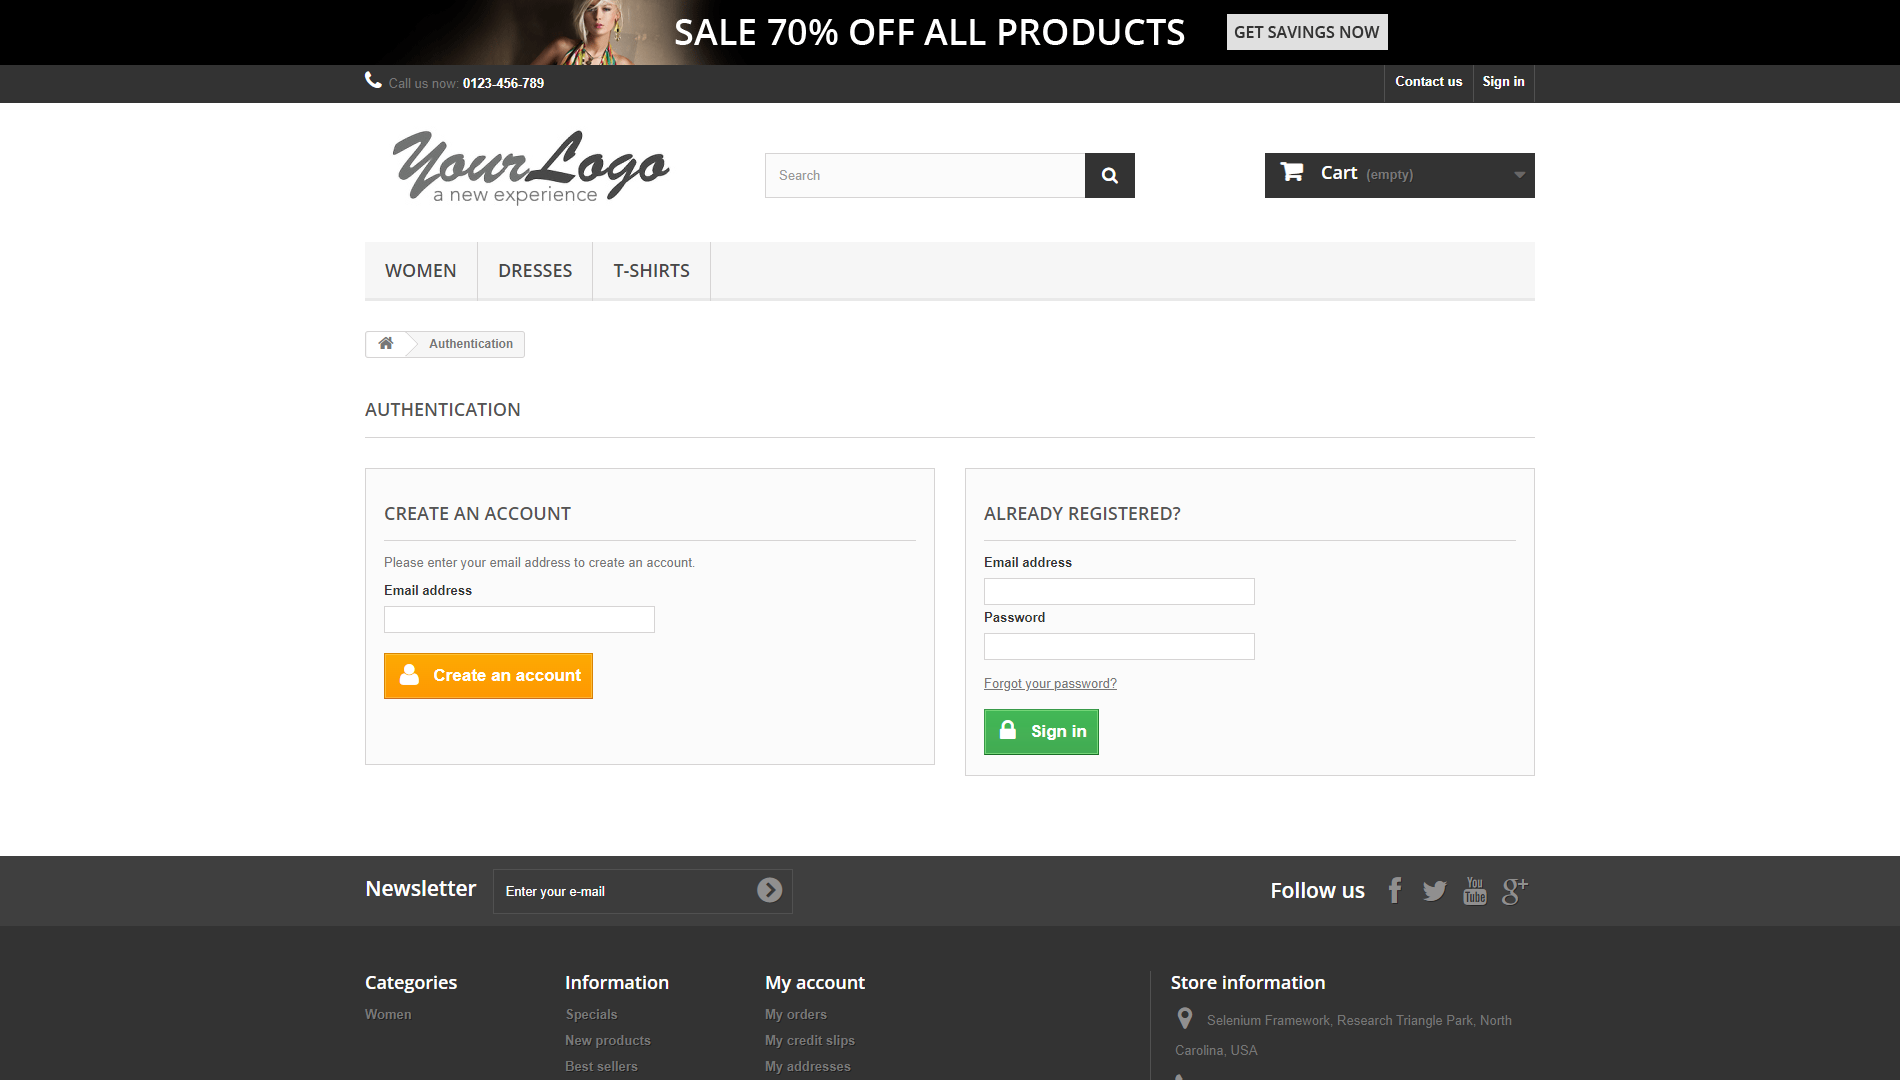 SALE 70% OFF ALL PRODUCTS
GET SAVINGS NOW
Call us now: 0123-456-789
Contact us
Sign in
YourLogo
a new experience
Search
Cart (empty)
WOMEN
DRESSES
T-SHIRTS
Authentication
AUTHENTICATION
CREATE AN ACCOUNT
Please enter your email address to create an account.
Email address
Create an account
ALREADY REGISTERED?
Email address
Password
Forgot your password?
Sign in
Newsletter
Enter your e-mail
Follow us
You
Tube
g+
Categories
Women
Information
Specials
New products
Best sellers
My account
My orders
My credit slips
My addresses
Store information
Selenium Framework, Research Triangle Park, North
Carolina, USA